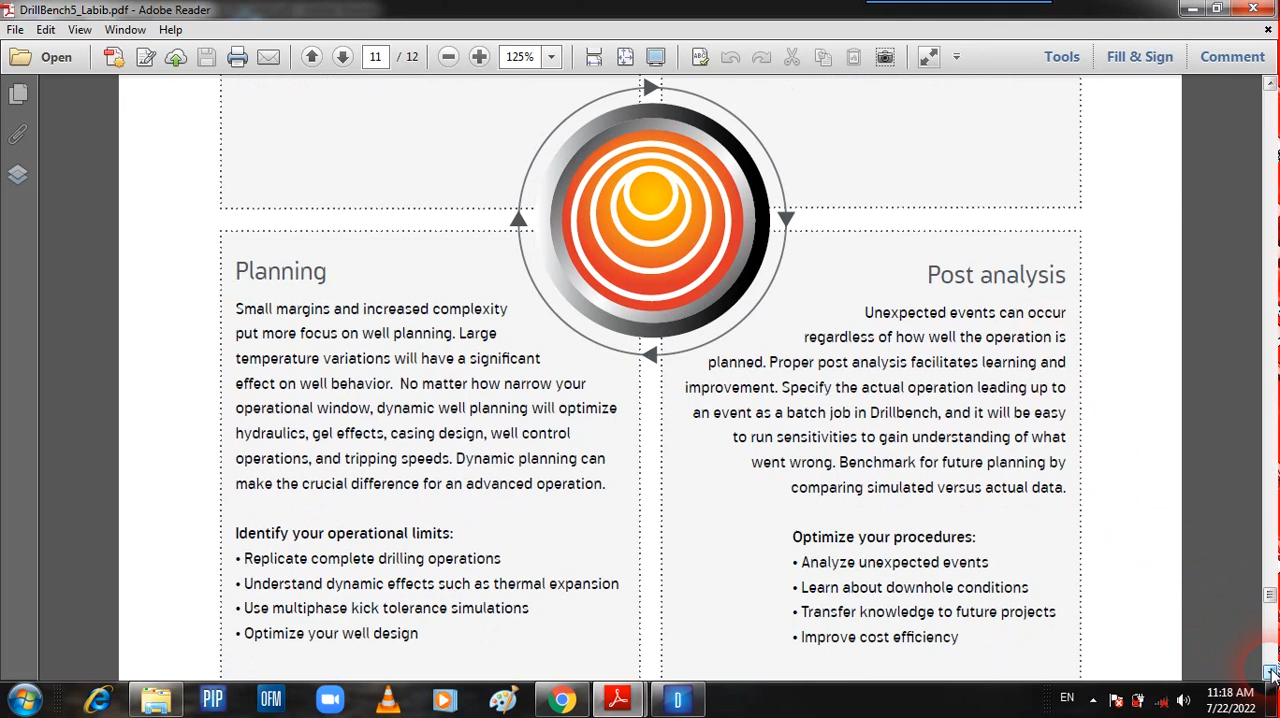 DrillBench5_Labib.pdf - Adobe Reader
File Edit View Window Help
Open 11 / 12 125% Tools Fill & Sign Comment
Planning
Small margins and increased complexity
put more focus on well planning. Large
temperature variations will have a significant
effect on well behavior. No matter how narrow your
operational window, dynamic well planning will optimize
hydraulics, gel effects, casing design, well control
operations, and tripping speeds. Dynamic planning can
make the crucial difference for an advanced operation.
Identify your operational limits:
• Replicate complete drilling operations
• Understand dynamic effects such as thermal expansion
• Use multiphase kick tolerance simulations
• Optimize your well design
Post analysis
Unexpected events can occur
regardless of how well the operation is
planned. Proper post analysis facilitates learning and
improvement. Specify the actual operation leading up to
an event as a batch job in Drillbench, and it will be easy
to run sensitivities to gain understanding of what
went wrong. Benchmark for future planning by
comparing simulated versus actual data.
Optimize your procedures:
• Analyze unexpected events
• Learn about downhole conditions
• Transfer knowledge to future projects
• Improve cost efficiency
PIP OFM D EN 11:18 AM
7/22/2022